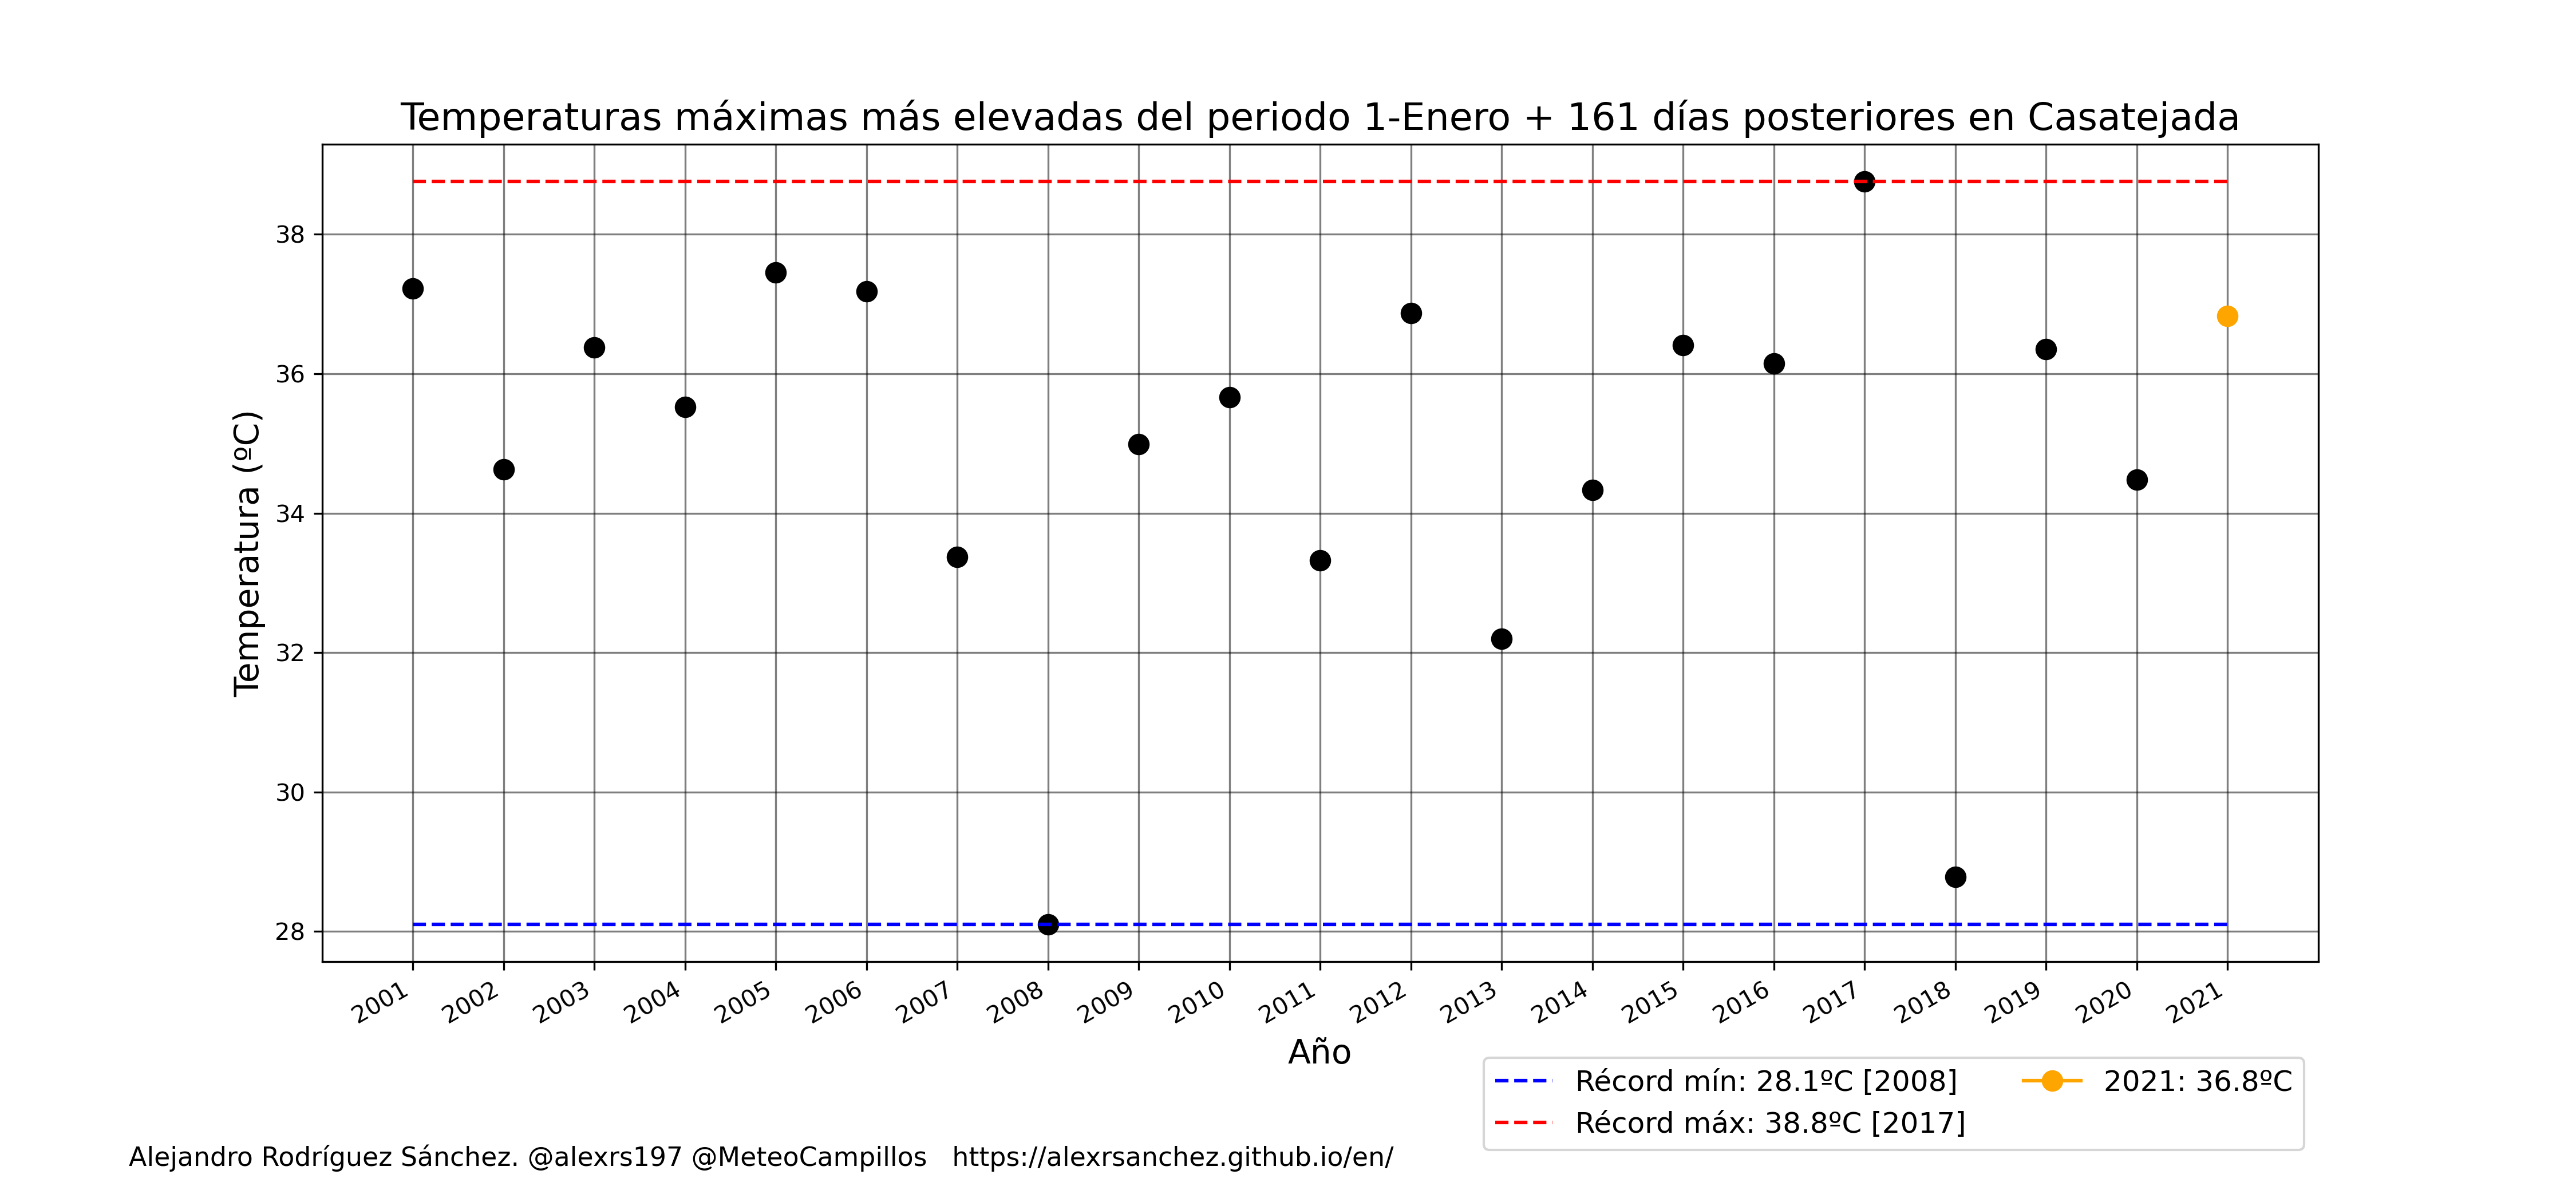 Temperaturas máximas más elevadas del periodo 1-Enero + 161 días posteriores en Casatejada
Temperatura (ºC)
38
36
34
32
30
28
2001 2002 2003 2004 2005 2006 2007 2008 2009 2010 2011 2012 2013 2014 2015 2016 2017 2018 2019 2020 2021
Año
Récord mín: 28.1ºC [2008]
Récord máx: 38.8ºC [2017]
2021: 36.8ºC
Alejandro Rodríguez Sánchez. @alexrs197 @MeteoCampillos https://alexrsanchez.github.io/en/